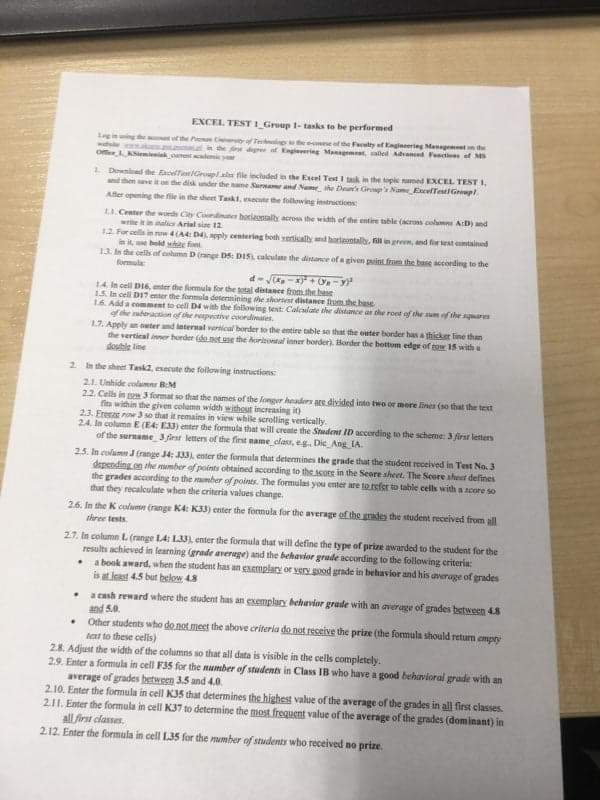 EXCEL TEST 1_Group 1- tasks to be performed
Log in using the account of the Poznan University of Technology to the e-course of the Faculty of Engineering Management on the
website in the first degree of Engineering Management, called Advanced Functions of MS
Office_1_KSiemieniak_current academic year
1. Download the ExcelTest1Group1.xlsx file included in the Excel Test 1 task in the topic named EXCEL TEST 1,
and then save it on the disk under the name Surname and Name_ the Dean's Group's Name_ExcelTest1Group1.
After opening the file in the sheet Task1, execute the following instructions:
1.1. Center the words City Coordinates horizontally across the width of the entire table (across columns A:D) and
write it in italics Arial size 12.
1.2. For cells in row 4 (A4: D4), apply centering both vertically and horizontally, fill in green, and for text contained
in it, use bold white font.
1.3. In the cells of column D (range D5: D15), calculate the distance of a given point from the base according to the
formula:
d = √(x_B − x)² + (y_B − y)²
1.4. In cell D16, enter the formula for the total distance from the base
1.5. In cell D17 enter the formula determining the shortest distance from the base.
1.6. Add a comment to cell D4 with the following text: Calculate the distance as the root of the sum of the squares
of the subtraction of the respective coordinates.
1.7. Apply an outer and internal vertical border to the entire table so that the outer border has a thicker line than
the vertical inner border (do not use the horizontal inner border). Border the bottom edge of row 15 with a
double line
2. In the sheet Task2, execute the following instructions:
2.1. Unhide columns B:M
2.2. Cells in row 3 format so that the names of the longer headers are divided into two or more lines (so that the text
fits within the given column width without increasing it)
2.3. Freeze row 3 so that it remains in view while scrolling vertically.
2.4. In column E (E4: E33) enter the formula that will create the Student ID according to the scheme: 3 first letters
of the surname_3 first letters of the first name_class, e.g., Dic_Ang_IA.
2.5. In column J (range J4: J33), enter the formula that determines the grade that the student received in Test No. 3
depending on the number of points obtained according to the score in the Score sheet. The Score sheet defines
the grades according to the number of points. The formulas you enter are to refer to table cells with a score so
that they recalculate when the criteria values change.
2.6. In the K column (range K4: K33) enter the formula for the average of the grades the student received from all
three tests.
2.7. In column L (range L4: L33), enter the formula that will define the type of prize awarded to the student for the
results achieved in learning (grade average) and the behavior grade according to the following criteria:
• a book award, when the student has an exemplary or very good grade in behavior and his average of grades
is at least 4.5 but below 4.8
• a cash reward where the student has an exemplary behavior grade with an average of grades between 4.8
and 5.0.
• Other students who do not meet the above criteria do not receive the prize (the formula should return empty
text to these cells)
2.8. Adjust the width of the columns so that all data is visible in the cells completely.
2.9. Enter a formula in cell F35 for the number of students in Class IB who have a good behavioral grade with an
average of grades between 3.5 and 4.0.
2.10. Enter the formula in cell K35 that determines the highest value of the average of the grades in all first classes.
2.11. Enter the formula in cell K37 to determine the most frequent value of the average of the grades (dominant) in
all first classes.
2.12. Enter the formula in cell L35 for the number of students who received no prize.